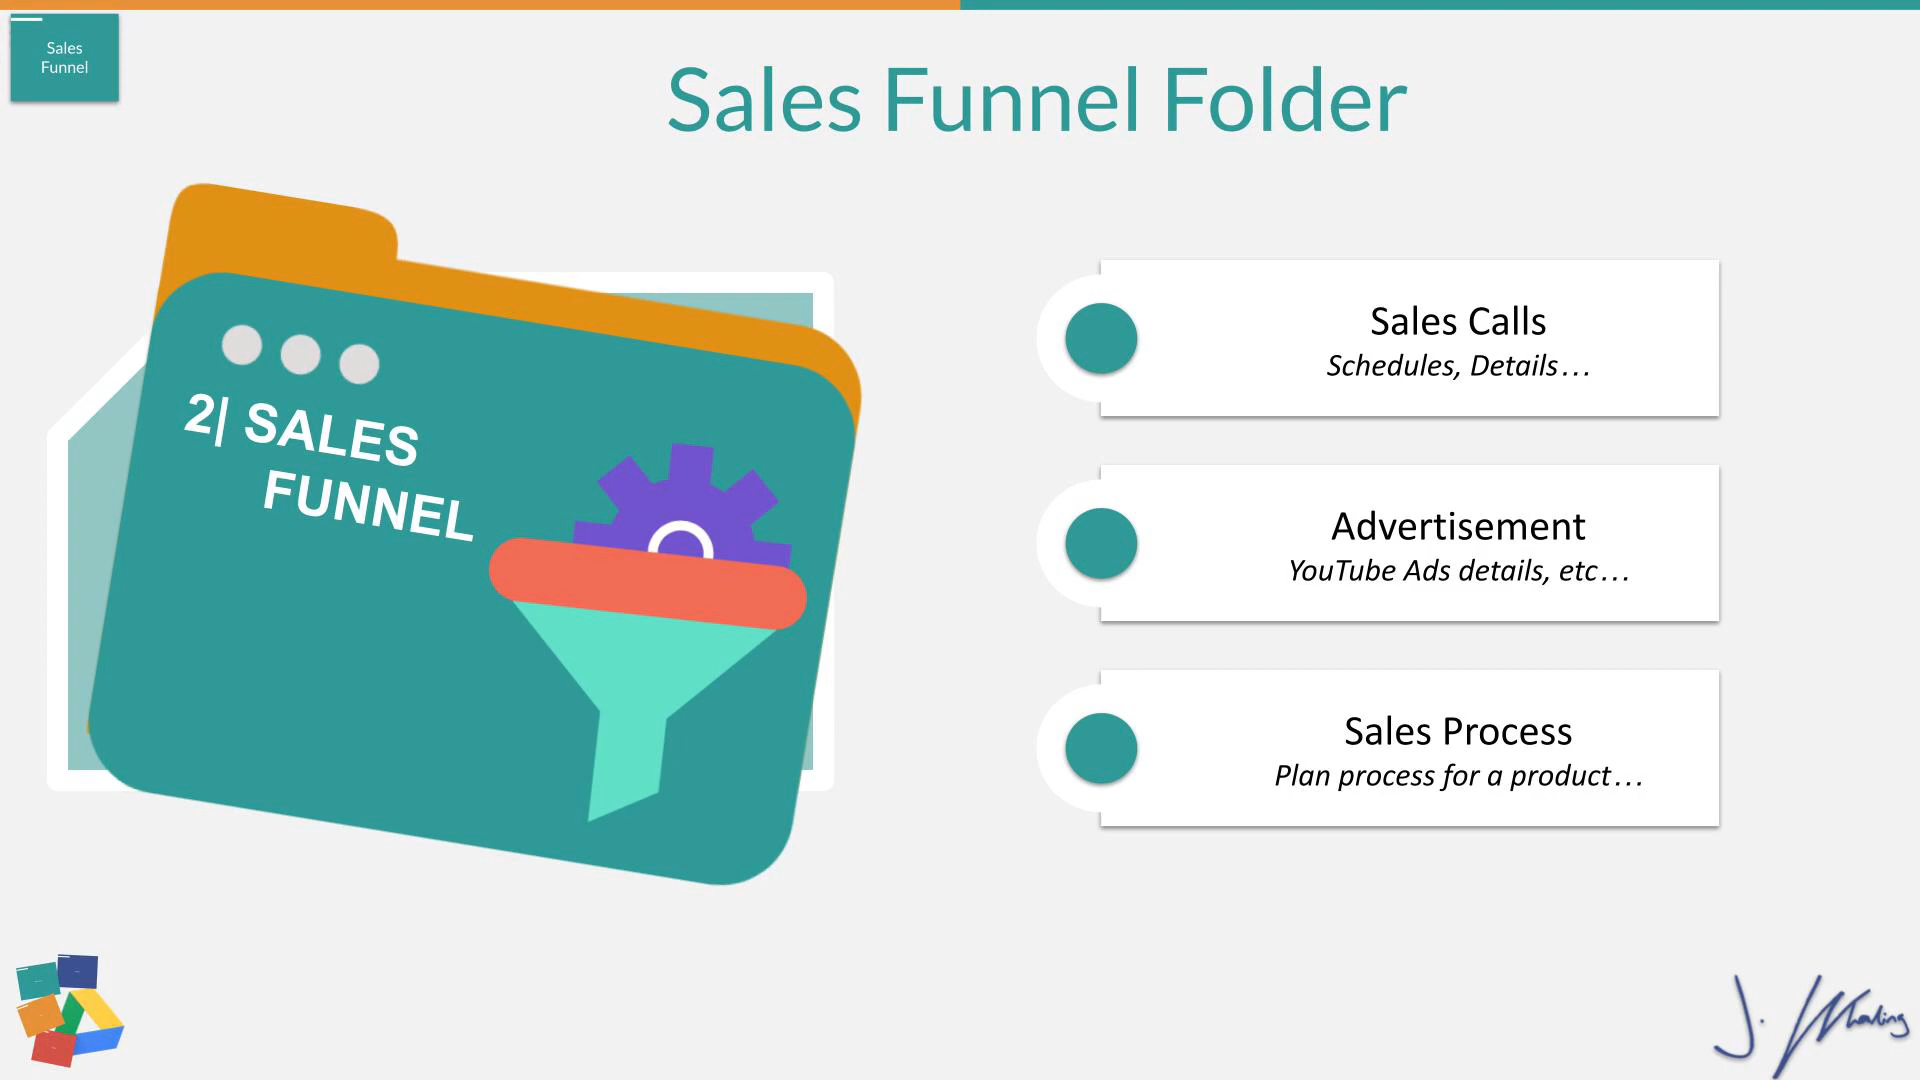 Sales
Funnel
Sales Funnel Folder
2| SALES
FUNNEL
Sales Calls
Schedules, Details...
Advertisement
YouTube Ads details, etc...
Sales Process
Plan process for a product...